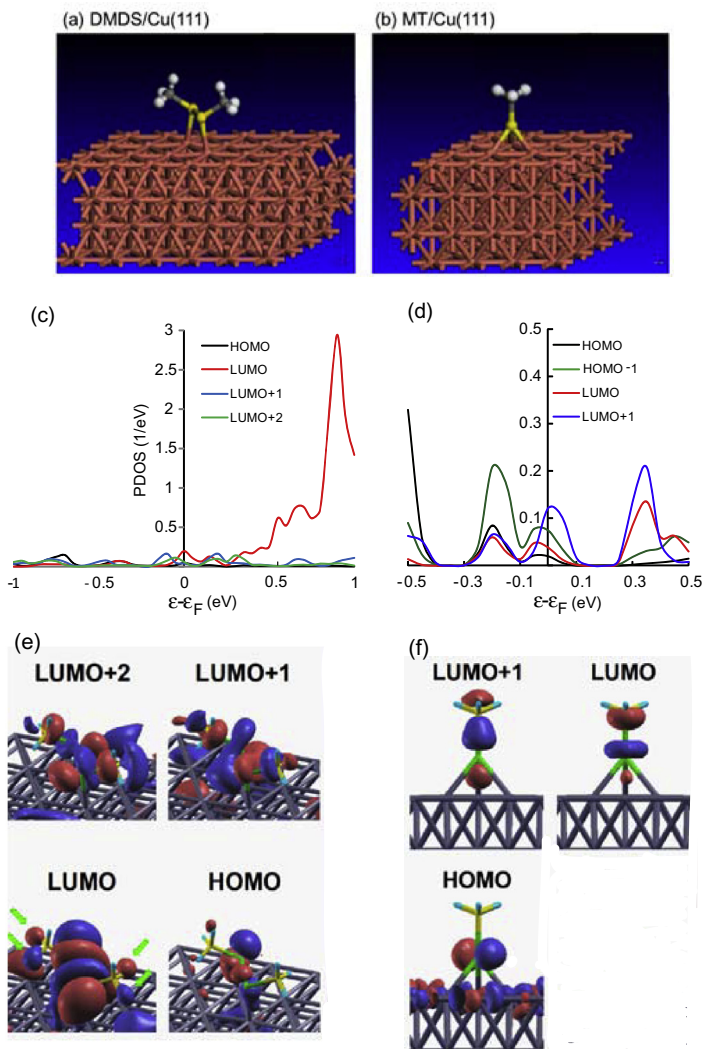 (a) DMDS/Cu(111)
(b) MT/Cu(111)
(c)
3
2.5
2
1.5
1
0.5
PDOS (1/eV)
HOMO
LUMO
LUMO+1
LUMO+2
-1
-0.5
0
0.5
1
ε-εF (eV)
(d)
0.5
0.4
0.3
0.2
0.1
HOMO
HOMO-1
LUMO
LUMO+1
-0.5
-0.3
-0.1
0.1
0.3
0.5
ε-εF (eV)
(e)
LUMO+2
LUMO+1
LUMO
HOMO
(f)
LUMO+1
LUMO
HOMO